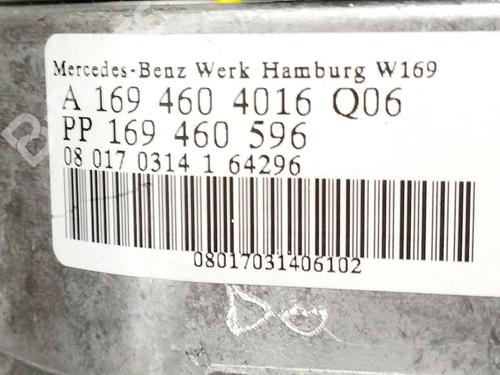 Mercedes-Benz Werk Hamburg W169
A 169 460 4016 Q06
PP 169 460 596
08 017 0314 1 64296
08017031406102